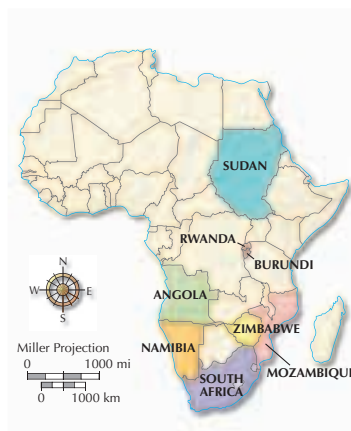 SUDAN
RWANDA
BURUNDI
ANGOLA
ZIMBABWE
NAMIBIA
MOZAMBIQU
SOUTH
AFRICA
N
W E
S
Miller Projection
0 1000 mi
0 1000 km